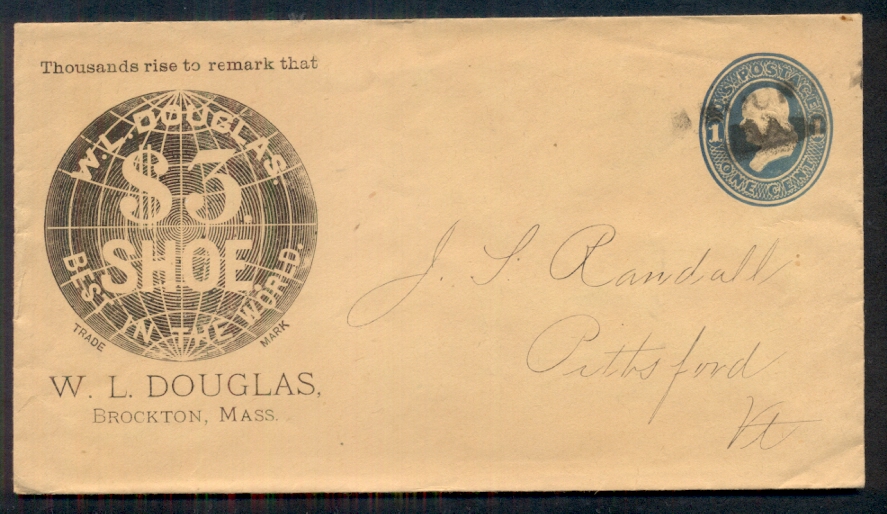 Thousands rise to remark that
W. L. DOUGLAS.
$3.
SHOE
BEST IN THE WORLD.
TRADE MARK
W. L. DOUGLAS,
BROCKTON, MASS.
U.S. POSTAGE
1 1
ONE CENT
J. S. Randall
Pittsford
Vt